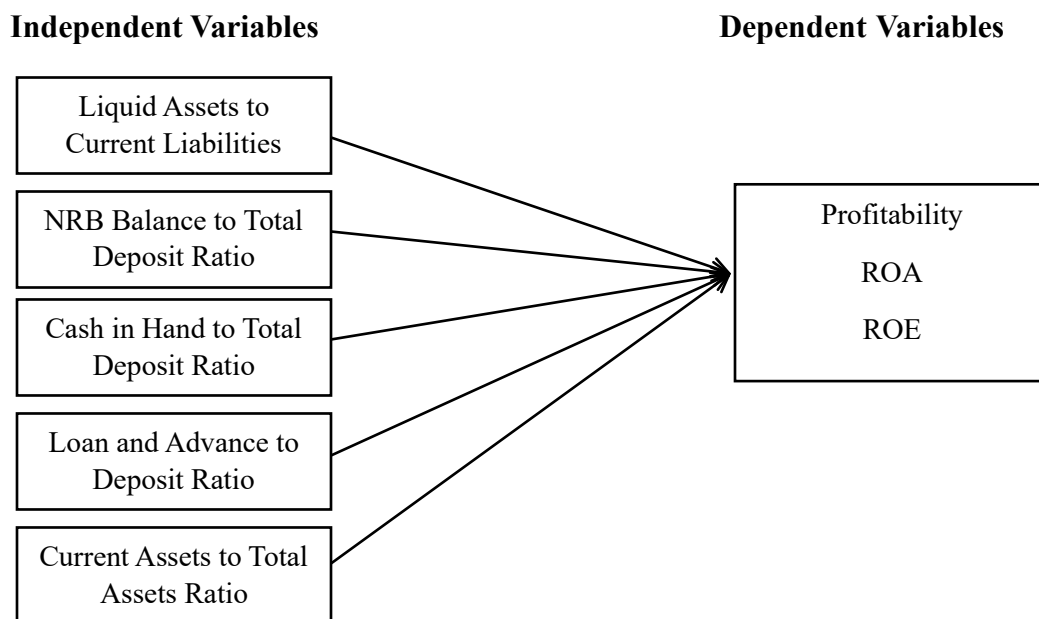 Independent Variables
Dependent Variables
Liquid Assets to
Current Liabilities
NRB Balance to Total
Deposit Ratio
Cash in Hand to Total
Deposit Ratio
Loan and Advance to
Deposit Ratio
Current Assets to Total
Assets Ratio
Profitability
ROA
ROE